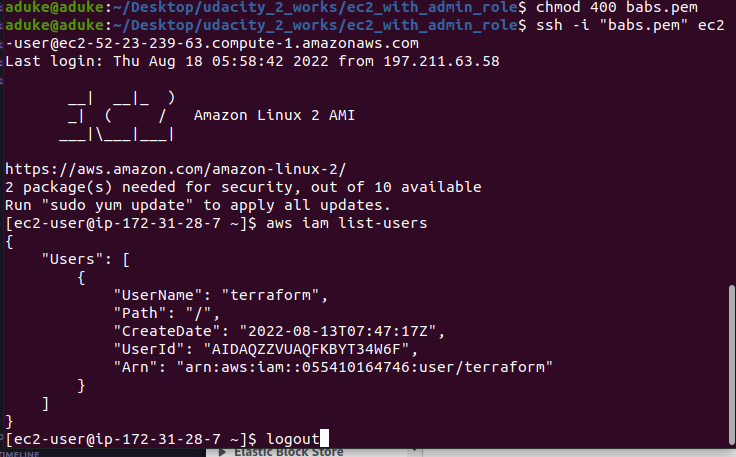 aduke@aduke:~/Desktop/udacity_2_works/ec2_with_admin_role$ chmod 400 babs.pem
aduke@aduke:~/Desktop/udacity_2_works/ec2_with_admin_role$ ssh -i "babs.pem" ec2
-user@ec2-52-23-239-63.compute-1.amazonaws.com
Last login: Thu Aug 18 05:58:42 2022 from 197.211.63.58
       __|  __|_  )
       _|  (     /   Amazon Linux 2 AMI
      ___|\___|___|
https://aws.amazon.com/amazon-linux-2/
2 package(s) needed for security, out of 10 available
Run "sudo yum update" to apply all updates.
[ec2-user@ip-172-31-28-7 ~]$ aws iam list-users
{
    "Users": [
        {
            "UserName": "terraform",
            "Path": "/",
            "CreateDate": "2022-08-13T07:47:17Z",
            "UserId": "AIDAQZZVUAQFKBYT34W6F",
            "Arn": "arn:aws:iam::055410164746:user/terraform"
        }
    ]
}
[ec2-user@ip-172-31-28-7 ~]$ logout
TIMELINE
Elastic Block Store